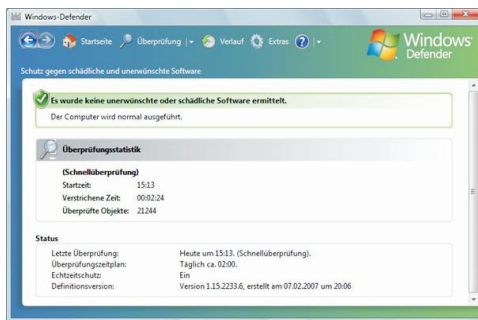 Windows-Defender
Startseite Überprüfung Verlauf Extras
Windows
Defender
Schutz gegen schädliche und unerwünschte Software
Es wurde keine unerwünschte oder schädliche Software ermittelt.
Der Computer wird normal ausgeführt.
Überprüfungsstatistik
(Schnellüberprüfung)
Startzeit: 15:13
Verstrichene Zeit: 00:02:24
Überprüfte Objekte: 21244
Status
Letzte Überprüfung: Heute um 15:13. (Schnellüberprüfung).
Überprüfungszeitplan: Täglich ca. 02:00.
Echtzeitschutz: Ein
Definitionsversion: Version 1.15.2233.6, erstellt am 07.02.2007 um 20:06